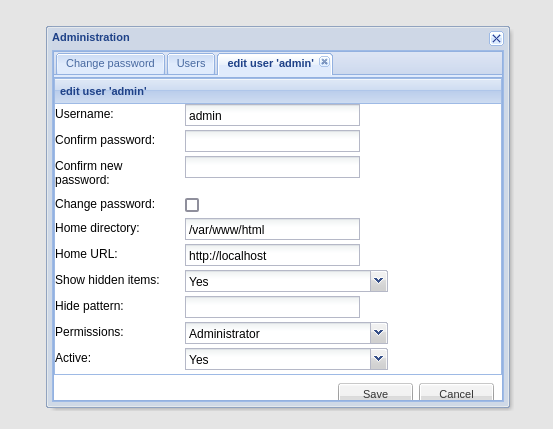 Administration
Change password Users edit user 'admin'
edit user 'admin'
Username: admin
Confirm password:
Confirm new
password:
Change password:
Home directory: /var/www/html
Home URL: http://localhost
Show hidden items: Yes
Hide pattern:
Permissions: Administrator
Active: Yes
Save Cancel